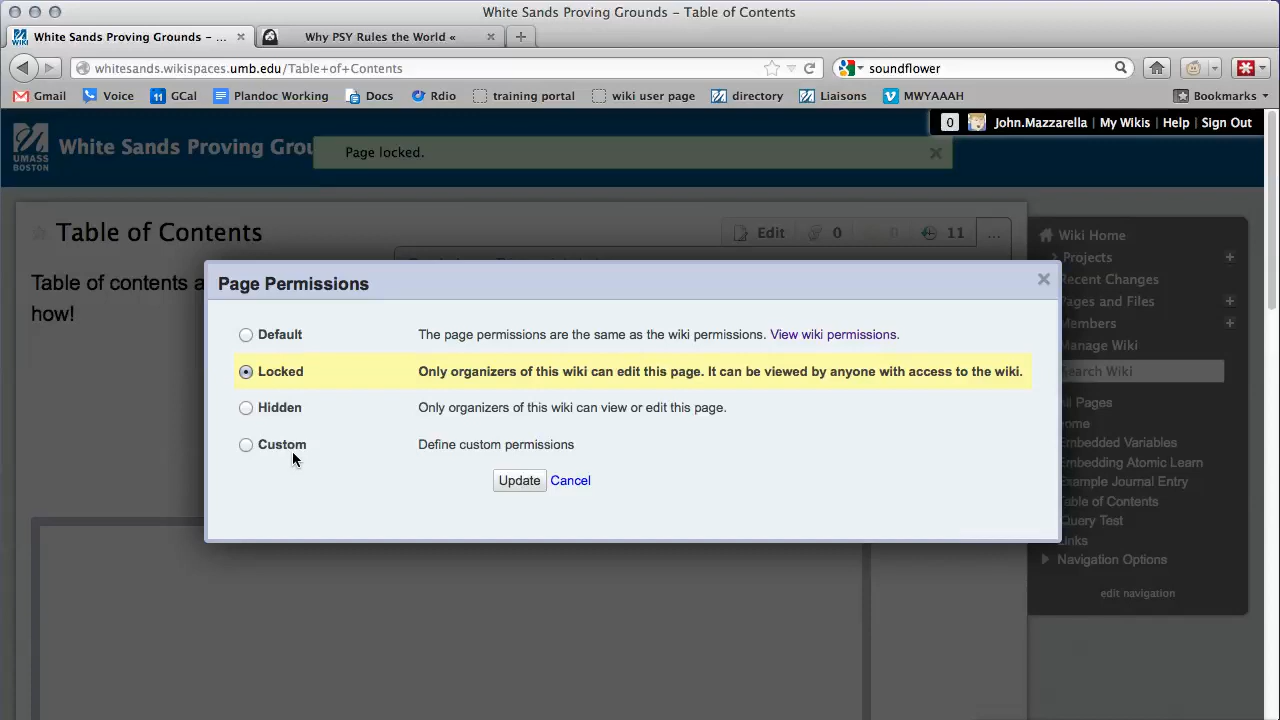 White Sands Proving Grounds – Table of Contents
WIKI White Sands Proving Grounds – ... Why PSY Rules the World «
whitesands.wikispaces.umb.edu/Table+of+Contents soundflower
Gmail Voice 11 GCal Plandoc Working Docs Rdio training portal wiki user page directory Liaisons MWYAAAH Bookmarks
0 John.Mazzarella My Wikis Help Sign Out
UMASS BOSTON
White Sands Proving Grou
Page locked.
Table of Contents
Edit 0 0 11 ...
Table of contents a
how!
Page Permissions
Default The page permissions are the same as the wiki permissions. View wiki permissions.
Locked Only organizers of this wiki can edit this page. It can be viewed by anyone with access to the wiki.
Hidden Only organizers of this wiki can view or edit this page.
Custom Define custom permissions
Update Cancel
Wiki Home
Projects +
Recent Changes
Pages and Files +
Members +
Manage Wiki
Search Wiki
All Pages
Home
Embedded Variables
Embedding Atomic Learn
Example Journal Entry
Table of Contents
Query Test
Links
Navigation Options
edit navigation